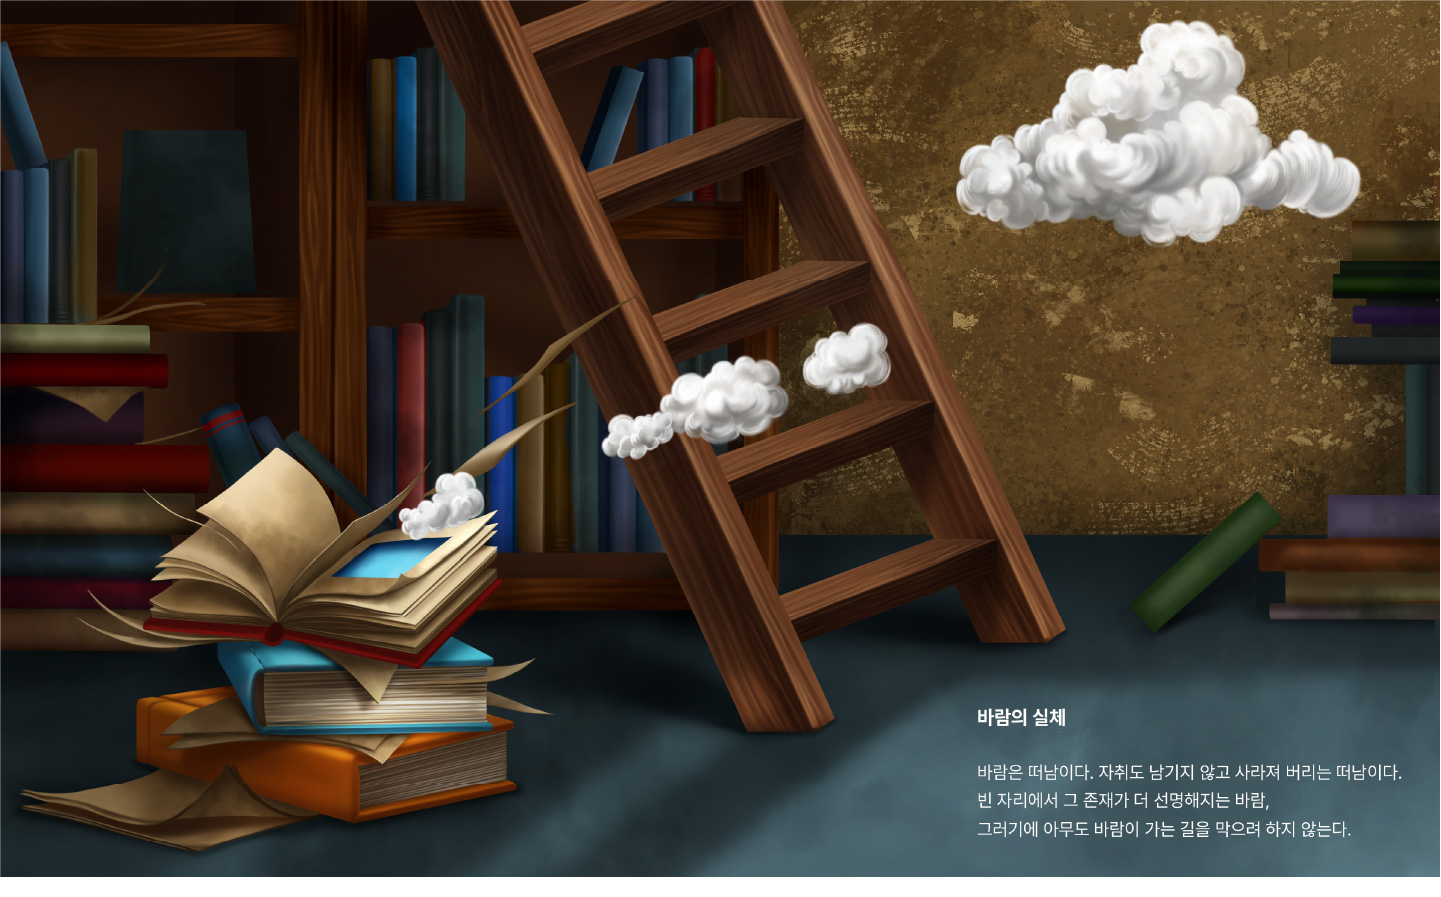 바람의 실체
바람은 떠남이다. 자취도 남기지 않고 사라져 버리는 떠남이다.
빈 자리에서 그 존재가 더 선명해지는 바람,
그러기에 아무도 바람이 가는 길을 막으려 하지 않는다.